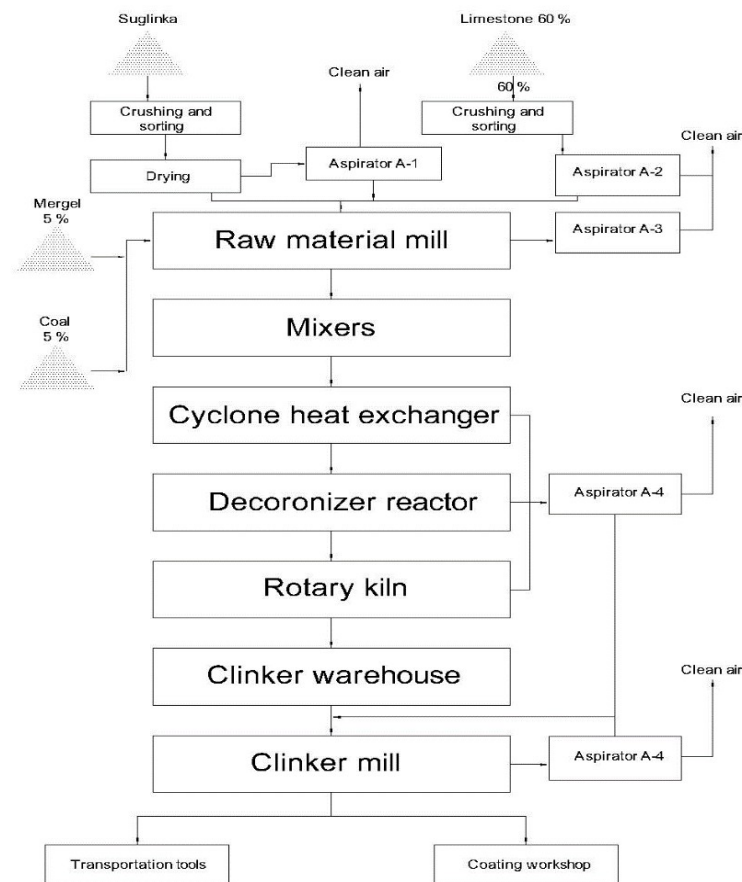 Suglinka
Limestone 60 %
Clean air
60 %
Crushing and
sorting
Crushing and
sorting
Clean air
Drying
Aspirator A-1
Aspirator A-2
Mergel
5 %
Raw material mill
Aspirator A-3
Mixers
Coal
5 %
Cyclone heat exchanger
Clean air
Decoronizer reactor
Aspirator A-4
Rotary kiln
Clinker warehouse
Clean air
Clinker mill
Aspirator A-4
Transportation tools
Coating workshop